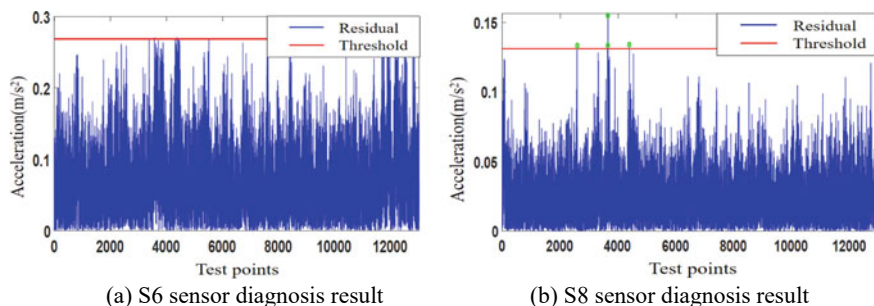 Acceleration(m/s²)
0.3
0.2
0.1
0
Residual
Threshold
0 2000 4000 6000 8000 10000 12000
Test points
(a) S6 sensor diagnosis result
Acceleration(m/s²)
0.15
0.1
0.05
0
Residual
Threshold
0 2000 4000 6000 8000 10000 12000
Test points
(b) S8 sensor diagnosis result